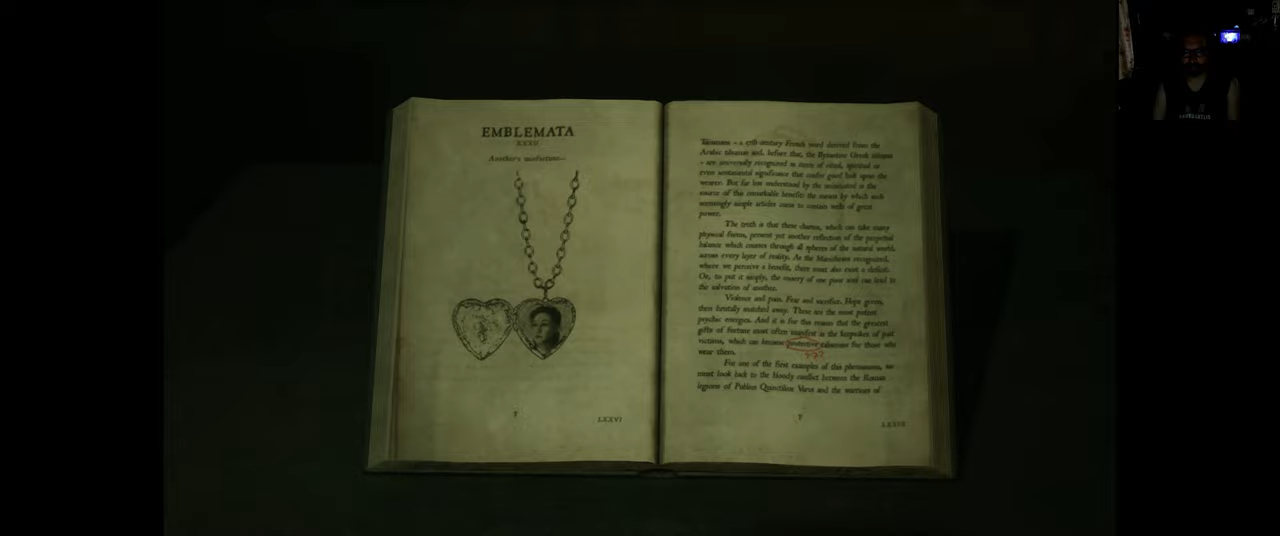 EMBLEMATA
XXXII
Another's misfortune—
Talismans - a 17th century French word derived from the
Arabic tilsaman and, before that, the Byzantine Greek telesma
- are universally recognised as items of ritual, spiritual or
even sentimental significance that confer good luck upon the
wearer. But far less understood by the uninitiated is the
source of this remarkable benefit: the means by which such
seemingly simple articles come to contain wells of great
power.
The truth is that these charms, which can take many
physical forms, present yet another reflection of the perpetual
balance which courses through all spheres of the natural world,
across every layer of reality. As the Manicheans recognised,
where we perceive a benefit, there must also exist a deficit.
Or, to put it simply, the misery of one poor soul can lead to
the salvation of another.
Violence and pain. Fear and sacrifice. Hope given,
then brutally snatched away. These are the most potent
psychic energies. And it is for this reason that the greatest
gifts of fortune most often manifest in the keepsakes of past
victims, which can become protective talismans for those who
wear them.
For one of the first examples of this phenomena, we
must look back to the bloody conflict between the Roman
legions of Publius Quinctilius Varus and the warriors of
LXXVI